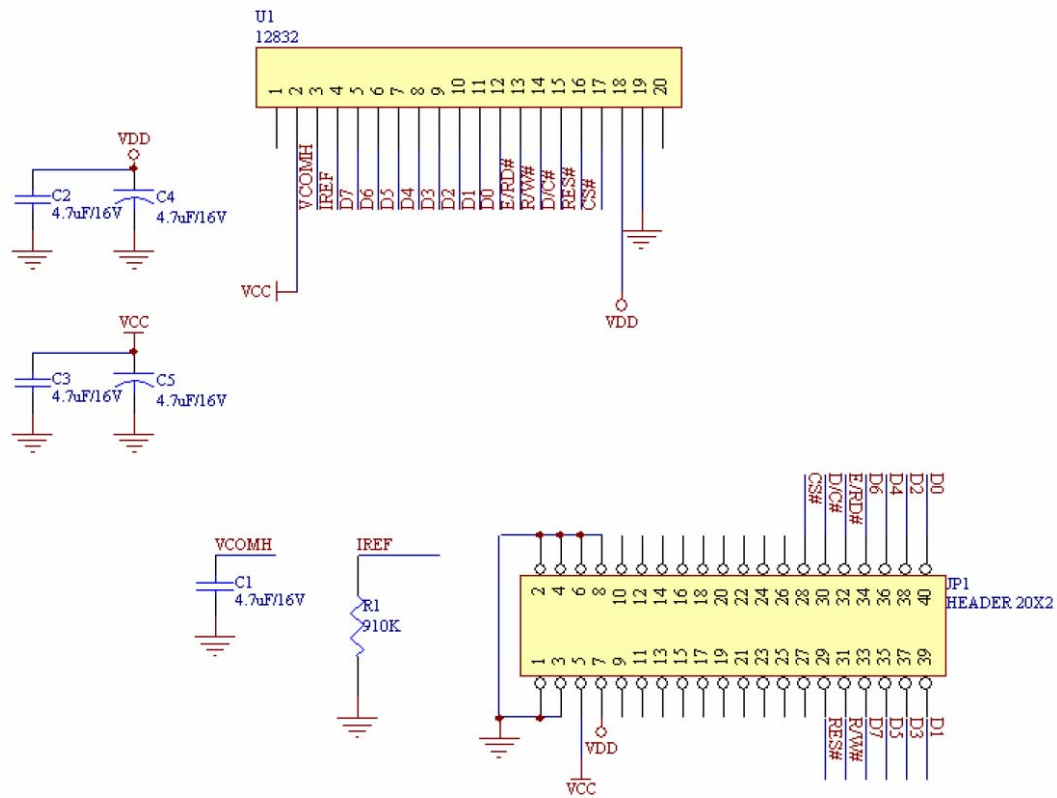 U1
12832
1 2 3 4 5 6 7 8 9 10 11 12 13 14 15 16 17 18 19 20
VCOMH
IREF
D7
D6
D5
D4
D3
D2
D1
D0
E/RD#
R/W#
D/C#
RES#
CS#
VCC
VDD
VDD
C2
4.7uF/16V
C4
4.7uF/16V
VCC
C3
4.7uF/16V
C5
4.7uF/16V
VCOMH
C1
4.7uF/16V
IREF
R1
910K
CS#
D/C#
E/RD#
D6
D4
D2
D0
JP1
HEADER 20X2
2 4 6 8 10 12 14 16 18 20 22 24 26 28 30 32 34 36 38 40
1 3 5 7 9 11 13 15 17 19 21 23 25 27 29 31 33 35 37 39
VDD
VCC
RES#
R/W#
D7
D5
D3
D1